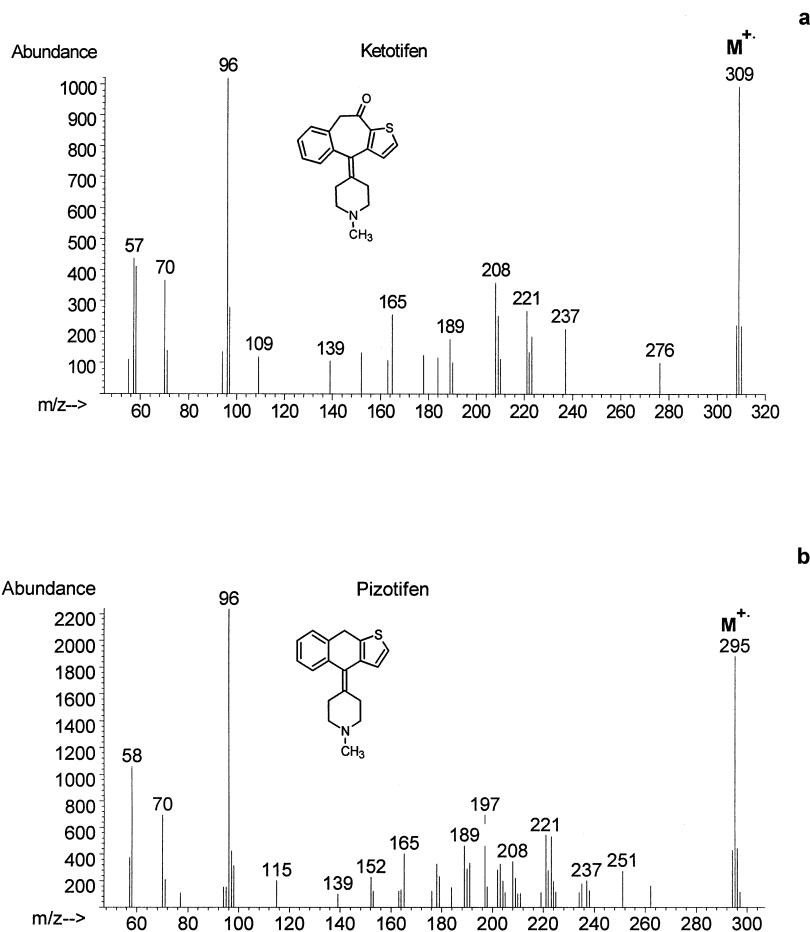 a
Abundance
Ketotifen
M+.
96
309
1000
900
800
700
600
500
400
300
200
100
O
S
N
CH3
57
70
109
139
165
189
208
221
237
276
m/z-->
60 80 100 120 140 160 180 200 220 240 260 280 300 320
b
Abundance
Pizotifen
M+.
96
295
2200
2000
1800
1600
1400
1200
1000
800
600
400
200
S
N
CH3
58
70
115
139
152
165
189
197
208
221
237
251
m/z-->
60 80 100 120 140 160 180 200 220 240 260 280 300